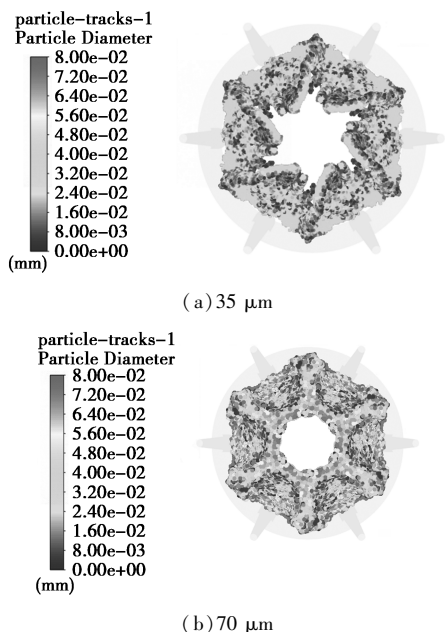 particle-tracks-1
Particle Diameter
8.00e−02
7.20e−02
6.40e−02
5.60e−02
4.80e−02
4.00e−02
3.20e−02
2.40e−02
1.60e−02
8.00e−03
0.00e+00
(mm)
(a)35 μm
particle-tracks-1
Particle Diameter
8.00e−02
7.20e−02
6.40e−02
5.60e−02
4.80e−02
4.00e−02
3.20e−02
2.40e−02
1.60e−02
8.00e−03
0.00e+00
(mm)
(b)70 μm